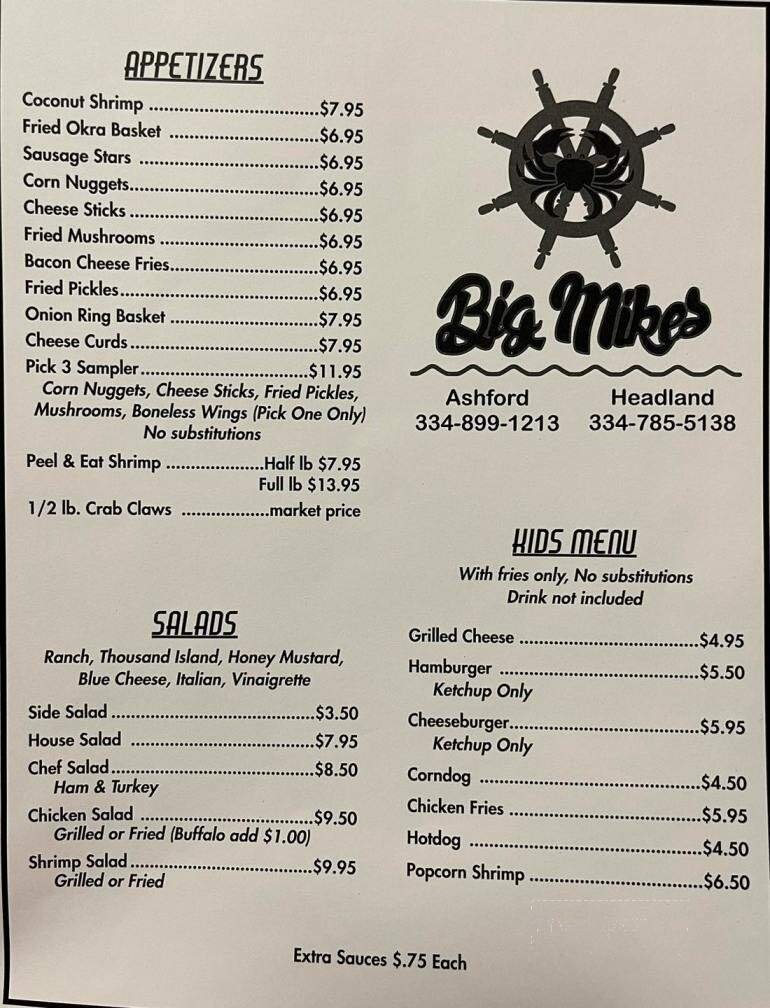 APPETIZERS
Coconut Shrimp ..................................$7.95
Fried Okra Basket ..............................$6.95
Sausage Stars ....................................$6.95
Corn Nuggets.....................................$6.95
Cheese Sticks .....................................$6.95
Fried Mushrooms ................................$6.95
Bacon Cheese Fries..............................$6.95
Fried Pickles........................................$6.95
Onion Ring Basket ..............................$7.95
Cheese Curds......................................$7.95
Pick 3 Sampler..................................$11.95
Corn Nuggets, Cheese Sticks, Fried Pickles,
Mushrooms, Boneless Wings (Pick One Only)
No substitutions
Peel & Eat Shrimp ....................Half lb $7.95
Full lb $13.95
1/2 lb. Crab Claws ..................market price
SALADS
Ranch, Thousand Island, Honey Mustard,
Blue Cheese, Italian, Vinaigrette
Side Salad .........................................$3.50
House Salad .....................................$7.95
Chef Salad.........................................$8.50
Ham & Turkey
Chicken Salad ...................................$9.50
Grilled or Fried (Buffalo add $1.00)
Shrimp Salad.....................................$9.95
Grilled or Fried
Big Mikes
Ashford Headland
334-899-1213 334-785-5138
KIDS MENU
With fries only, No substitutions
Drink not included
Grilled Cheese ....................................$4.95
Hamburger ........................................$5.50
Ketchup Only
Cheeseburger......................................$5.95
Ketchup Only
Corndog ............................................$4.50
Chicken Fries ......................................$5.95
Hotdog ..............................................$4.50
Popcorn Shrimp ...................................$6.50
Extra Sauces $.75 Each